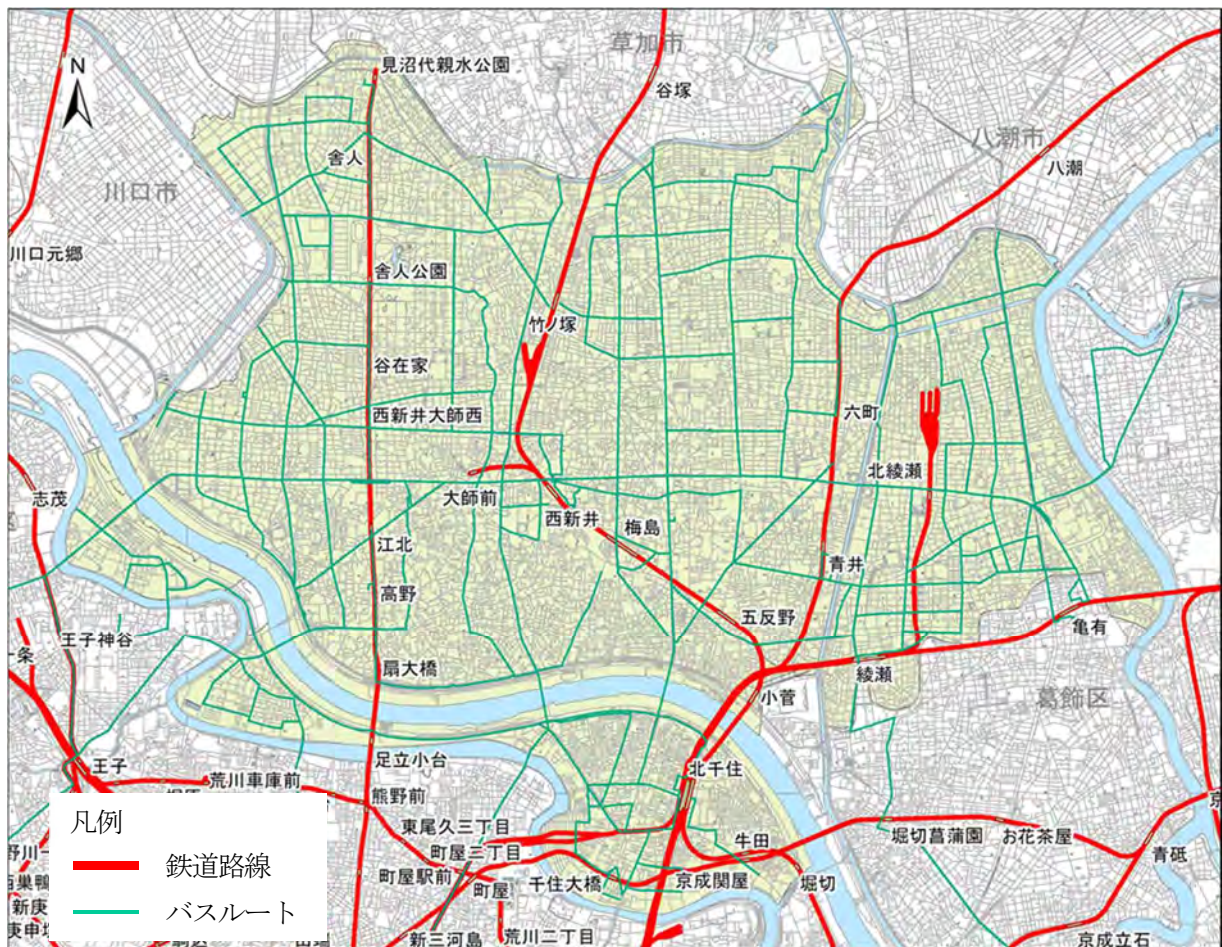 N
草加市
見沼代親水公園
谷塚
八潮市
八潮
舎人
川口市
川口元郷
舎人公園
竹ノ塚
谷在家
西新井大師西
六町
北綾瀬
志茂
大師前
西新井
梅島
江北
青井
高野
五反野
亀有
王子神谷
扇大橋
綾瀬
小菅
葛飾区
足立小台
北千住
王子
荒川車庫前
熊野前
東尾久三丁目
牛田
堀切菖蒲園
お花茶屋
町屋二丁目
青砥
町屋駅前
町屋
千住大橋
京成関屋
堀切
新三河島
荒川二丁目
京成立石
凡例
鉄道路線
バスルート